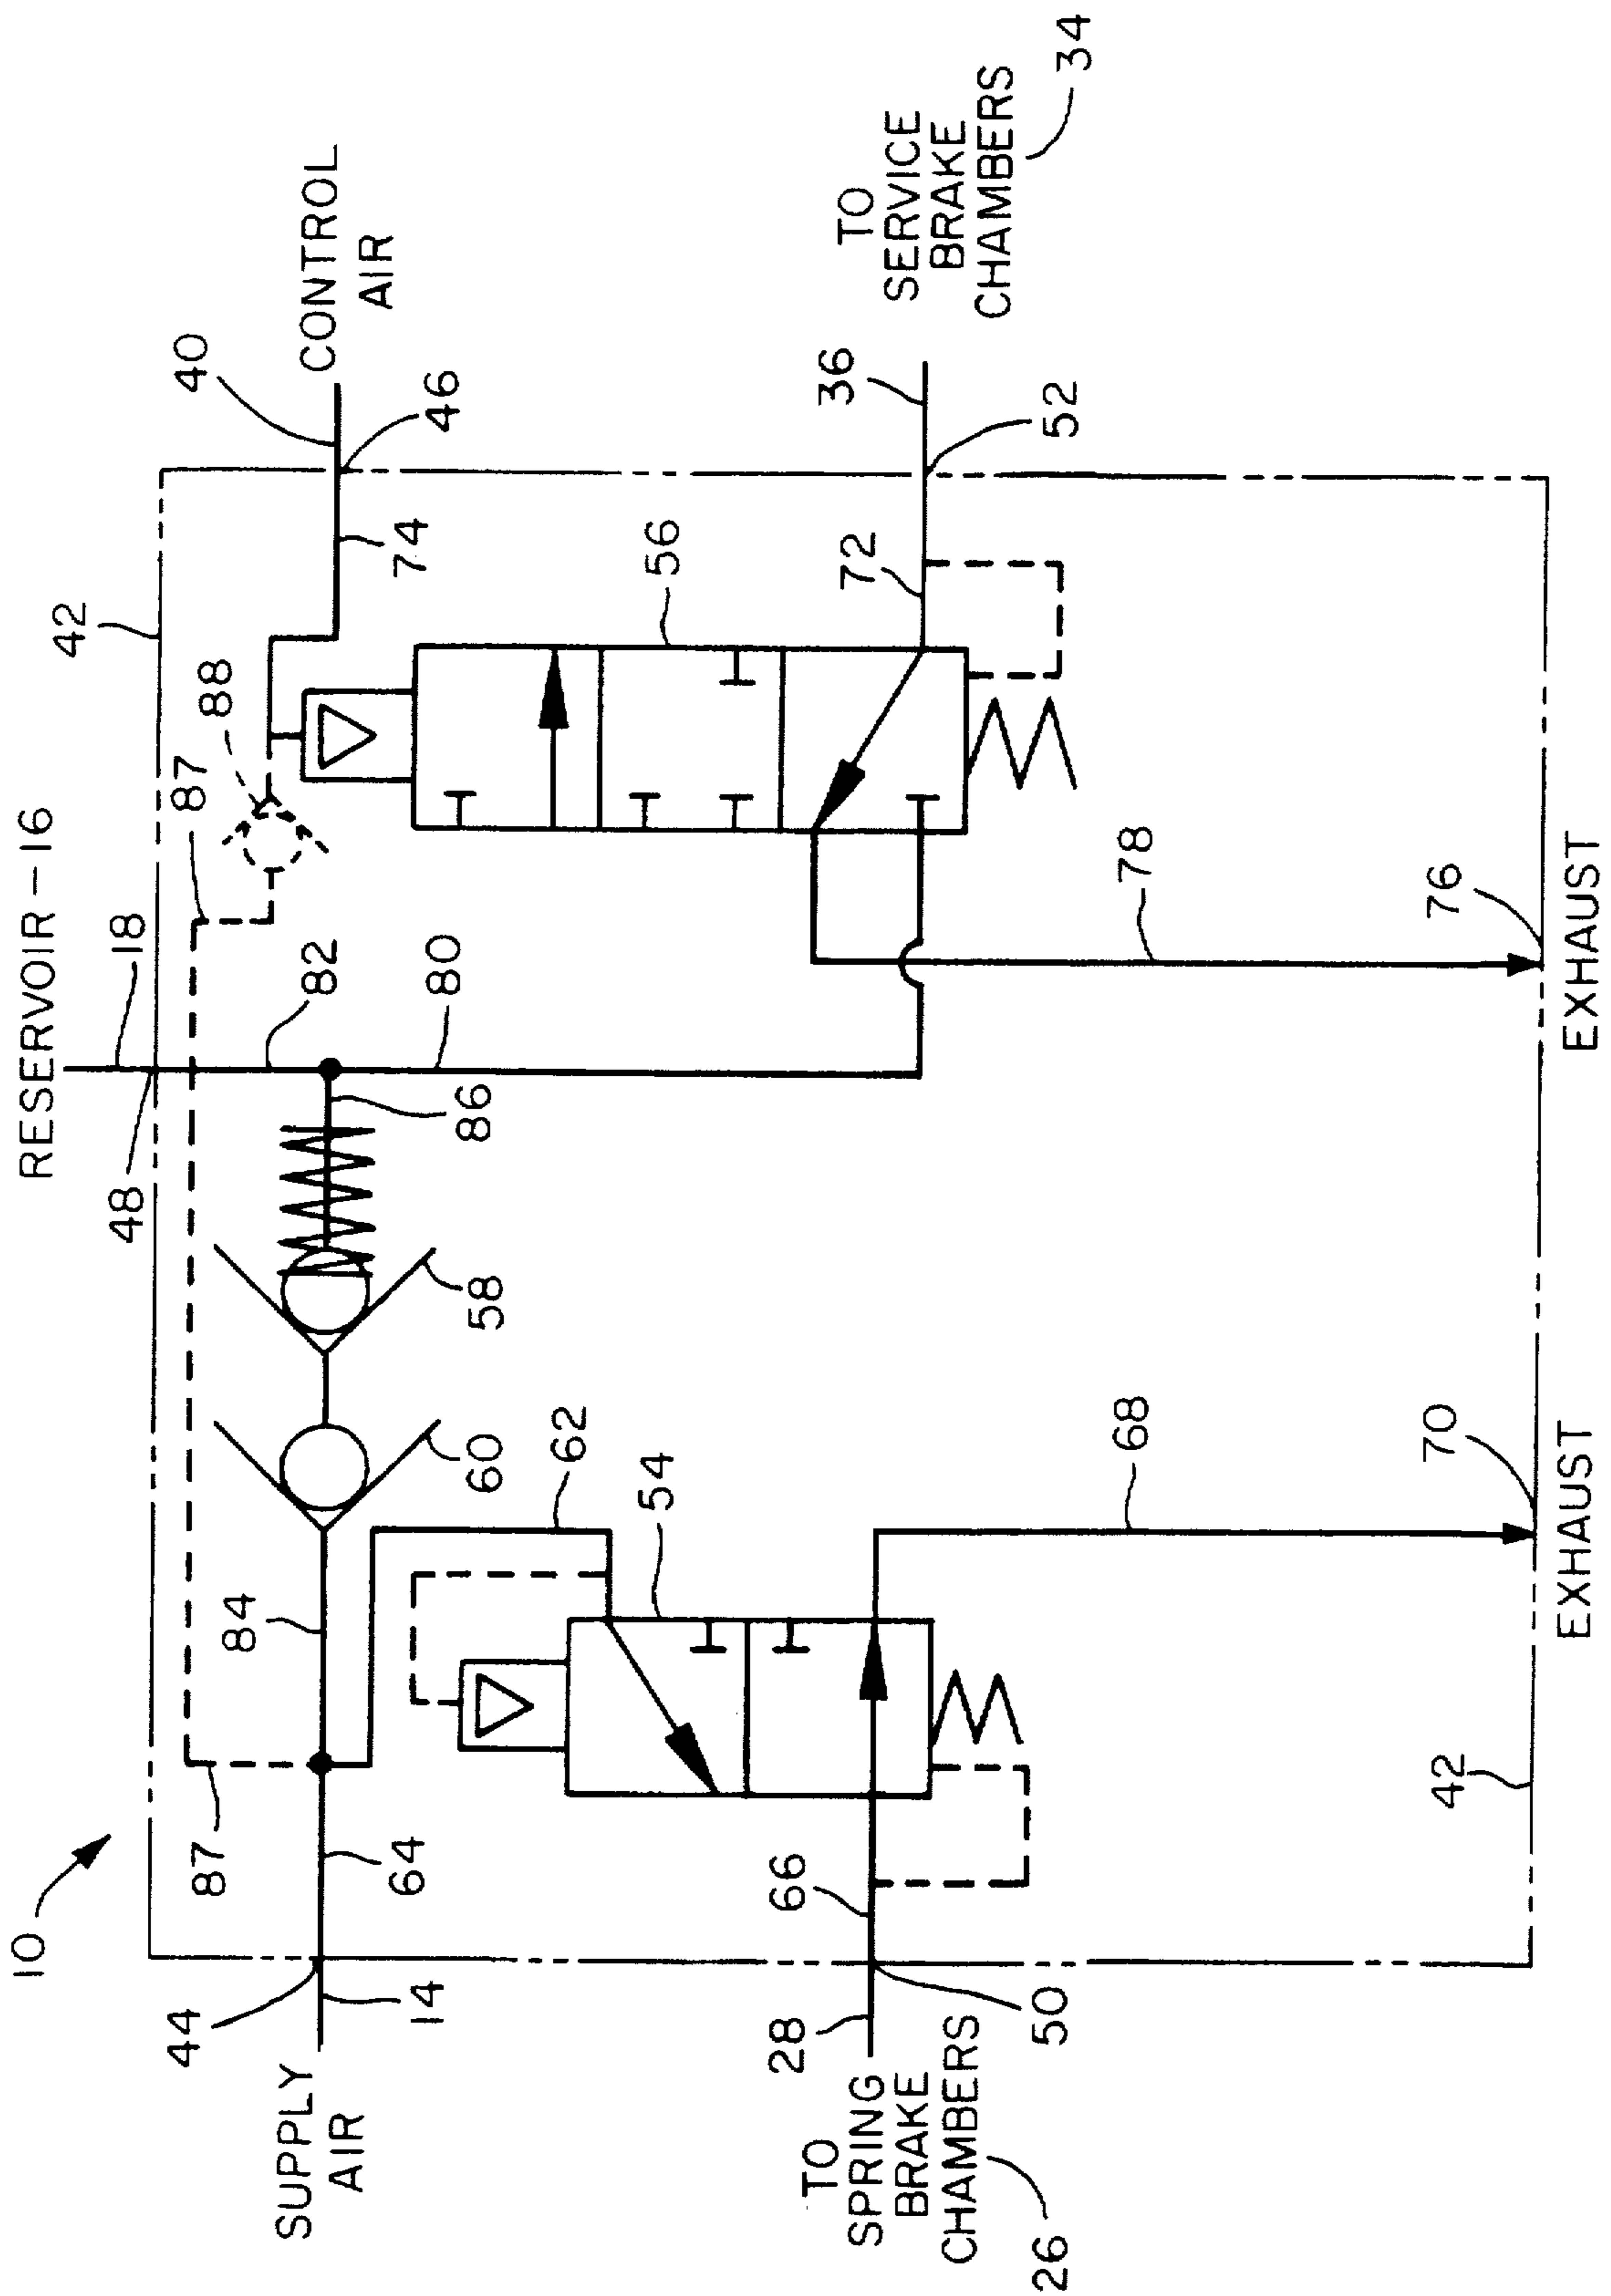 10
RESERVOIR-16
18
48
42
87
88
82
80
86
87
64
84
60
58
62
54
44
14
SUPPLY
AIR
40
CONTROL
AIR
46
74
56
72
36
52
TO
SERVICE
BRAKE
CHAMBERS
34
TO
SPRING
BRAKE
CHAMBERS
26
28
50
66
68
78
42
70
EXHAUST
76
EXHAUST